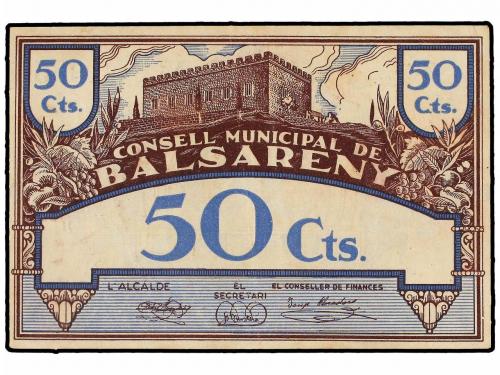 50 Cts.
50 Cts.
CONSELL MUNICIPAL DE
BALSARENY
50 Cts.
L'ALCALDE
EL SECRETARI
EL CONSELLER DE FINANCES